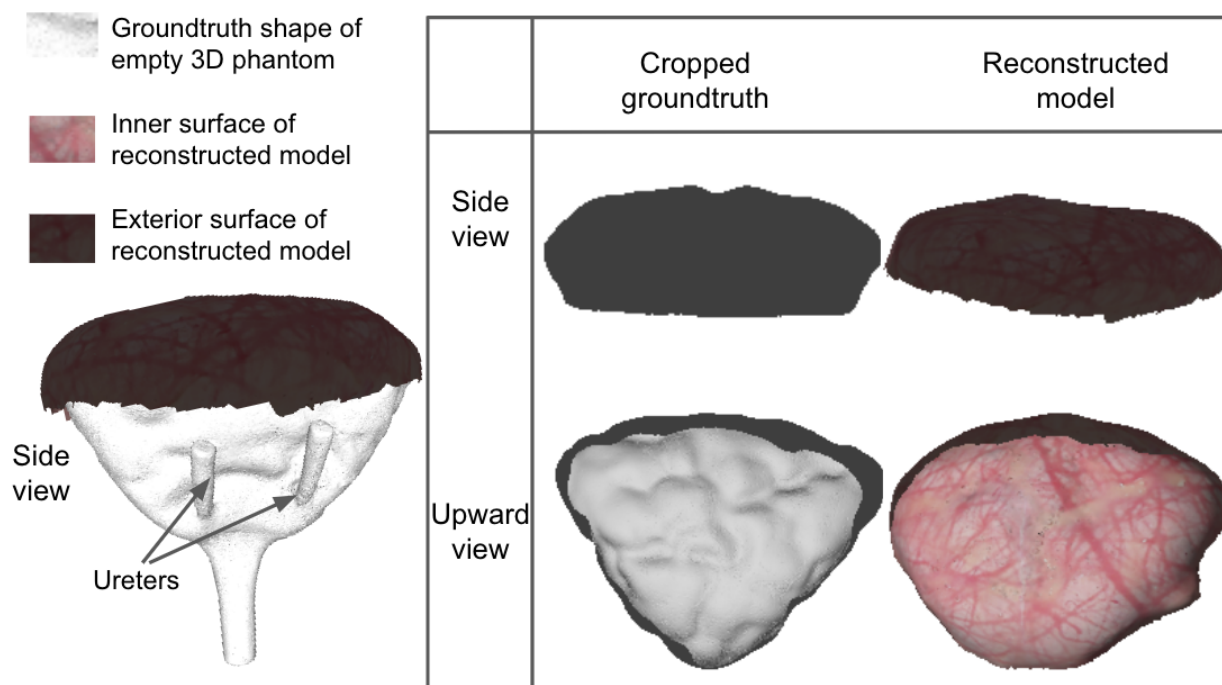 Groundtruth shape of
empty 3D phantom
Inner surface of
reconstructed model
Exterior surface of
reconstructed model
Side
view
Ureters
Cropped
groundtruth
Reconstructed
model
Side
view
Upward
view